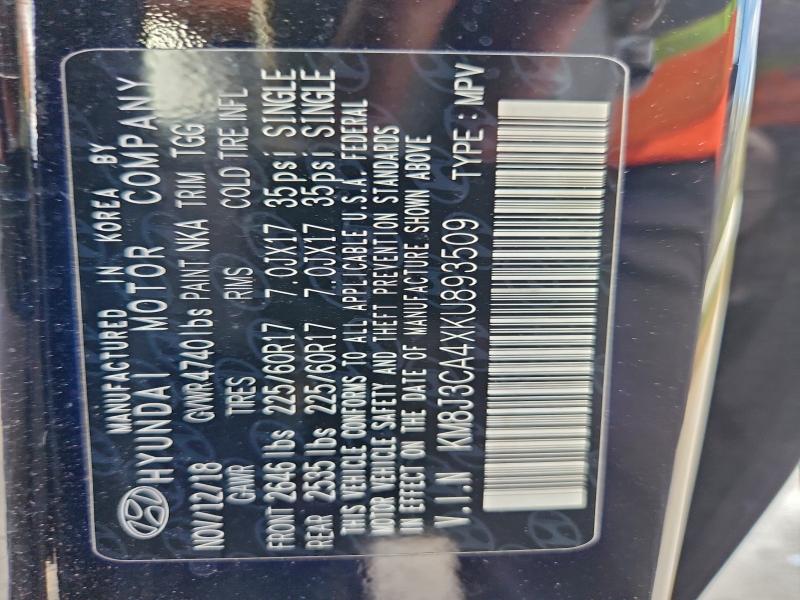 MANUFACTURED IN KOREA BY
HYUNDAI MOTOR COMPANY
NOV/12/18 GVWR4740 lbs PAINT NKA TRIM TGG
GAWR TIRES RIMS COLD TIRE INFL
FRONT 2646 lbs 225/60R17 7.0JX17 35psi SINGLE
REAR 2535 lbs 225/60R17 7.0JX17 35psi SINGLE
THIS VEHICLE CONFORMS TO ALL APPLICABLE U.S.A. FEDERAL
MOTOR VEHICLE SAFETY AND THEFT PREVENTION STANDARDS
IN EFFECT ON THE DATE OF MANUFACTURE. SHOWN ABOVE
V.I.N KM8J3CA4XKU893509 TYPE : MPV